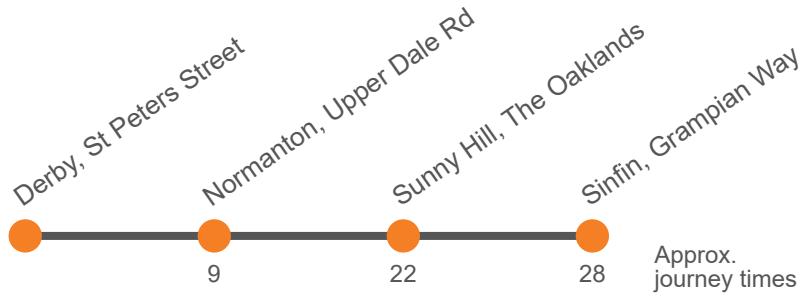 Derby, St Peters Street
Normanton, Upper Dale Rd
Sunny Hill, The Oaklands
Sinfin, Grampian Way
9
22
28
Approx.
journey times